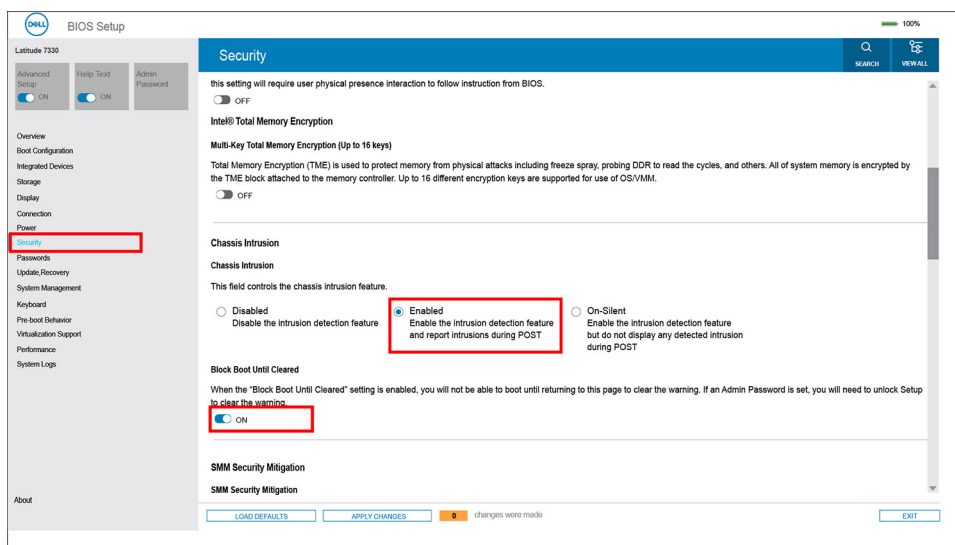 DELL
BIOS Setup
100%
Latitude 7330
Advanced Setup
ON
Help Text
ON
Admin Password
Security
SEARCH
VIEW ALL
Overview
Boot Configuration
Integrated Devices
Storage
Display
Connection
Power
Security
Passwords
Update,Recovery
System Management
Keyboard
Pre-boot Behavior
Virtualization Support
Performance
System Logs
About
this setting will require user physical presence interaction to follow instruction from BIOS.
OFF
Intel® Total Memory Encryption
Multi-Key Total Memory Encryption (Up to 16 keys)
Total Memory Encryption (TME) is used to protect memory from physical attacks including freeze spray, probing DDR to read the cycles, and others. All of system memory is encrypted by
the TME block attached to the memory controller. Up to 16 different encryption keys are supported for use of OS/VMM.
OFF
Chassis Intrusion
Chassis Intrusion
This field controls the chassis intrusion feature.
Disabled
Disable the intrusion detection feature
Enabled
Enable the intrusion detection feature
and report intrusions during POST
On-Silent
Enable the intrusion detection feature
but do not display any detected intrusion
during POST
Block Boot Until Cleared
When the “Block Boot Until Cleared” setting is enabled, you will not be able to boot until returning to this page to clear the warning. If an Admin Password is set, you will need to unlock Setup
to clear the warning.
ON
SMM Security Mitigation
SMM Security Mitigation
LOAD DEFAULTS
APPLY CHANGES
0
changes were made
EXIT